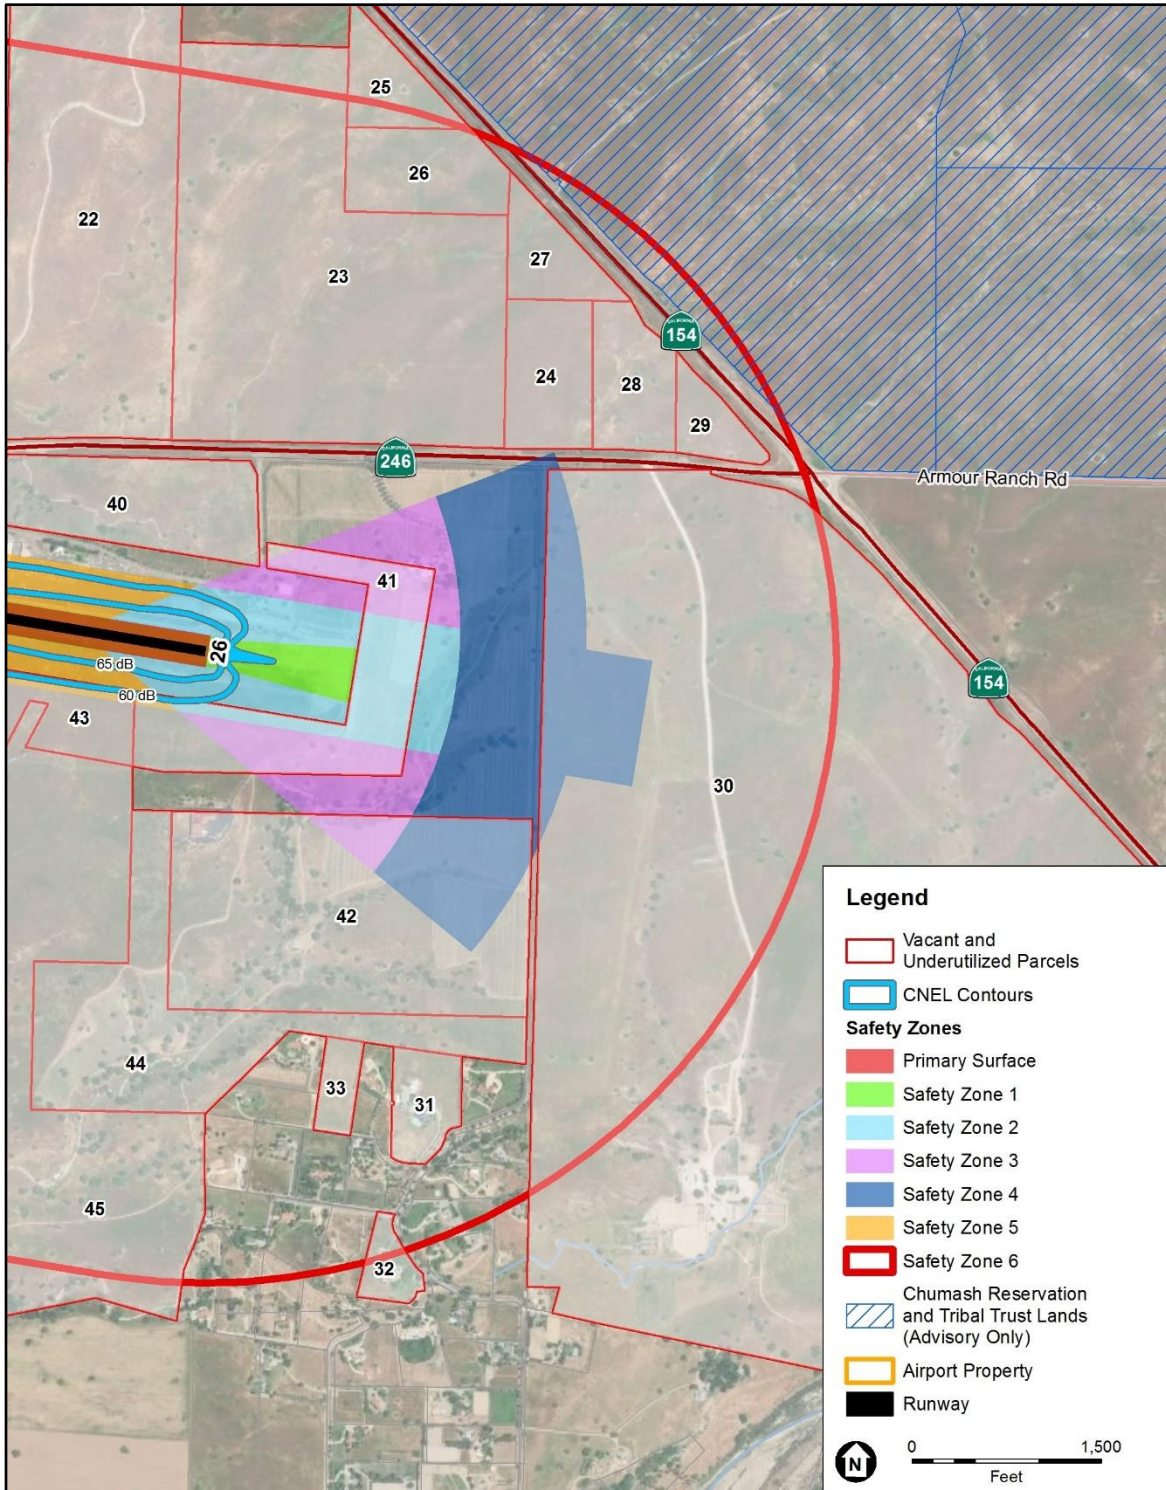 25
26
22
27
23
CALIFORNIA
154
24
28
29
CALIFORNIA
246
Armour Ranch Rd
40
41
26
65 dB
60 dB
43
CALIFORNIA
154
30
42
44
33
31
45
32
Legend
Vacant and
Underutilized Parcels
CNEL Contours
Safety Zones
Primary Surface
Safety Zone 1
Safety Zone 2
Safety Zone 3
Safety Zone 4
Safety Zone 5
Safety Zone 6
Chumash Reservation
and Tribal Trust Lands
(Advisory Only)
Airport Property
Runway
N
0 1,500
Feet